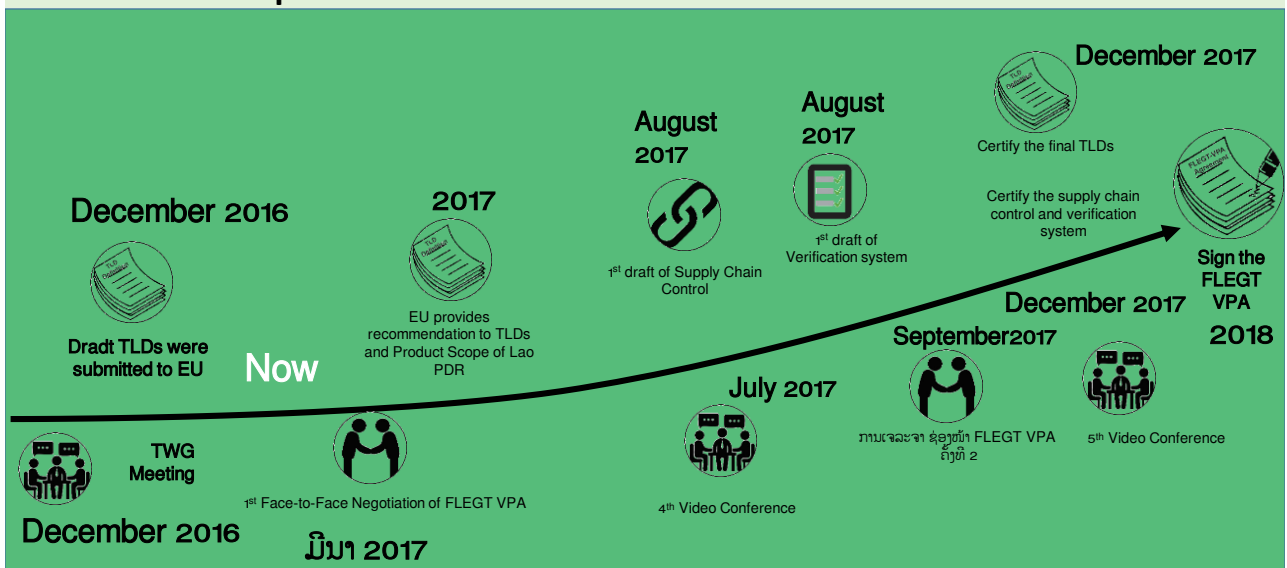 December 2016
Dradt TLDs were
submitted to EU
Now
2017
TLD
EU provides
recommendation to TLDs
and Product Scope of Lao
PDR
August
2017
1st draft of Supply Chain
Control
August
2017
1st draft of
Verification system
December 2017
TLD
Certify the final TLDs
Certify the supply chain
control and verification
system
FLEGT-VPA
Agreement
Sign the
FLEGT
VPA
2018
TWG
Meeting
December 2016
1st Face-to-Face Negotiation of FLEGT VPA
ມີນາ 2017
July 2017
4th Video Conference
September2017
ການເຈລະຈາ ຊ່ອງໜ້າ FLEGT VPA
ຄັ້ງທີ 2
December 2017
5th Video Conference